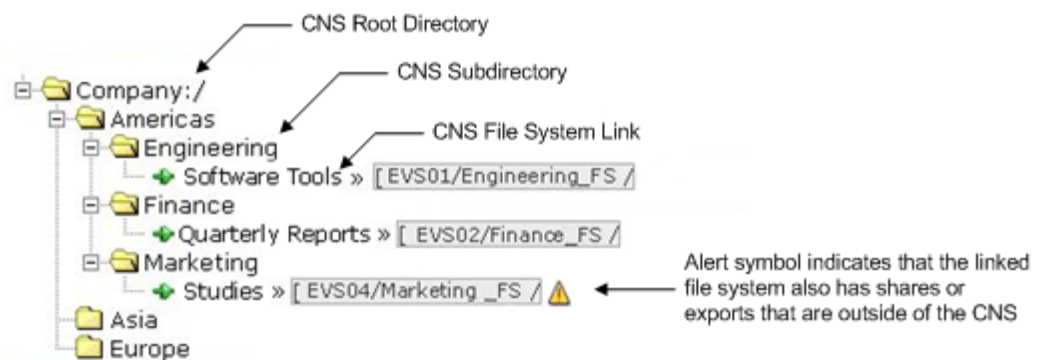 CNS Root Directory
Company:/
CNS Subdirectory
Americas
CNS File System Link
Engineering
Software Tools » [ EVS01/Engineering_FS /
Finance
Quarterly Reports » [ EVS02/Finance_FS /
Marketing
Studies » [ EVS04/Marketing _FS /
Alert symbol indicates that the linked
file system also has shares or
exports that are outside of the CNS
Asia
Europe